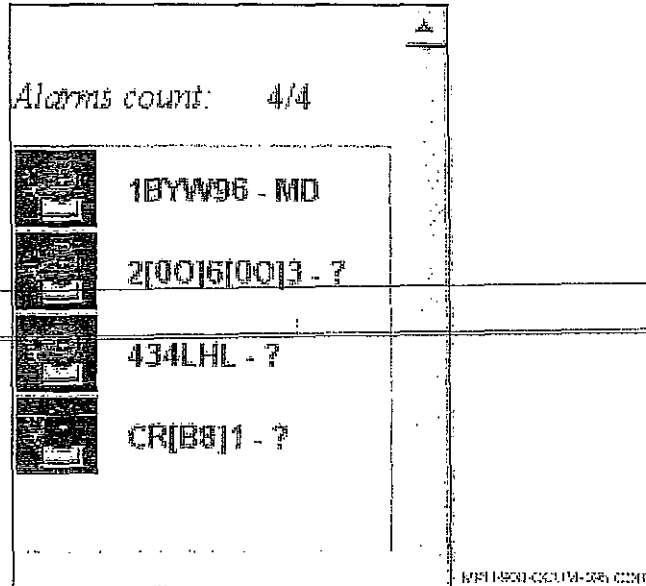 Alarms count: 4/4
1BYW96 - MD
2[0O]6[0O]3 - ?
434LHL - ?
CR[B8]1 - ?